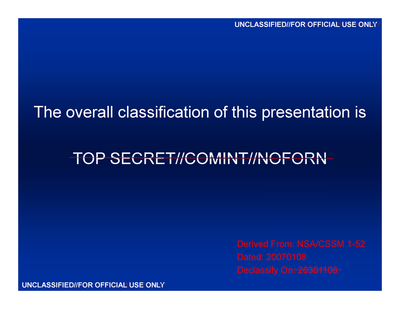 UNCLASSIFIED//FOR OFFICIAL USE ONLY
The overall classification of this presentation is
TOP SECRET//COMINT//NOFORN
Derived From: NSA/CSSM 1-52
Dated: 20070108
Declassify On:
UNCLASSIFIED//FOR OFFICIAL USE ONLY